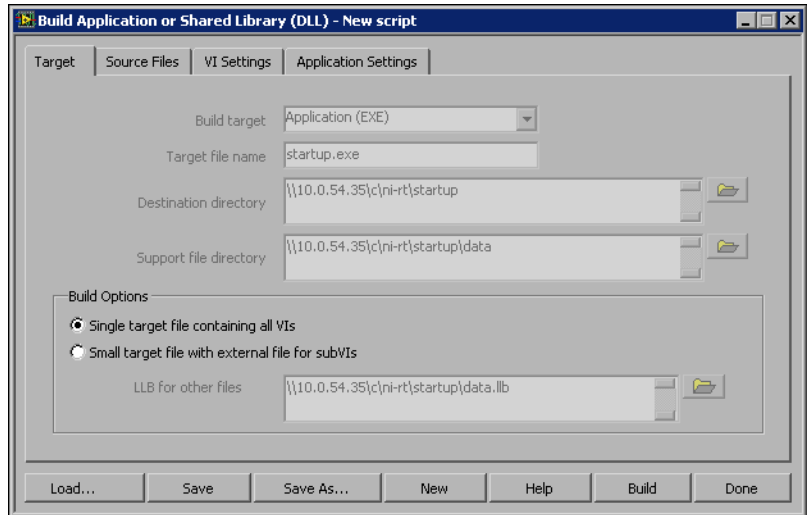 Build Application or Shared Library (DLL) - New script
Target Source Files VI Settings Application Settings
Build target Application (EXE)
Target file name startup.exe
Destination directory \\10.0.54.35\c\ni-rt\startup
Support file directory \\10.0.54.35\c\ni-rt\startup\data
Build Options
Single target file containing all VIs
Small target file with external file for subVIs
LLB for other files \\10.0.54.35\c\ni-rt\startup\data.llb
Load... Save Save As... New Help Build Done